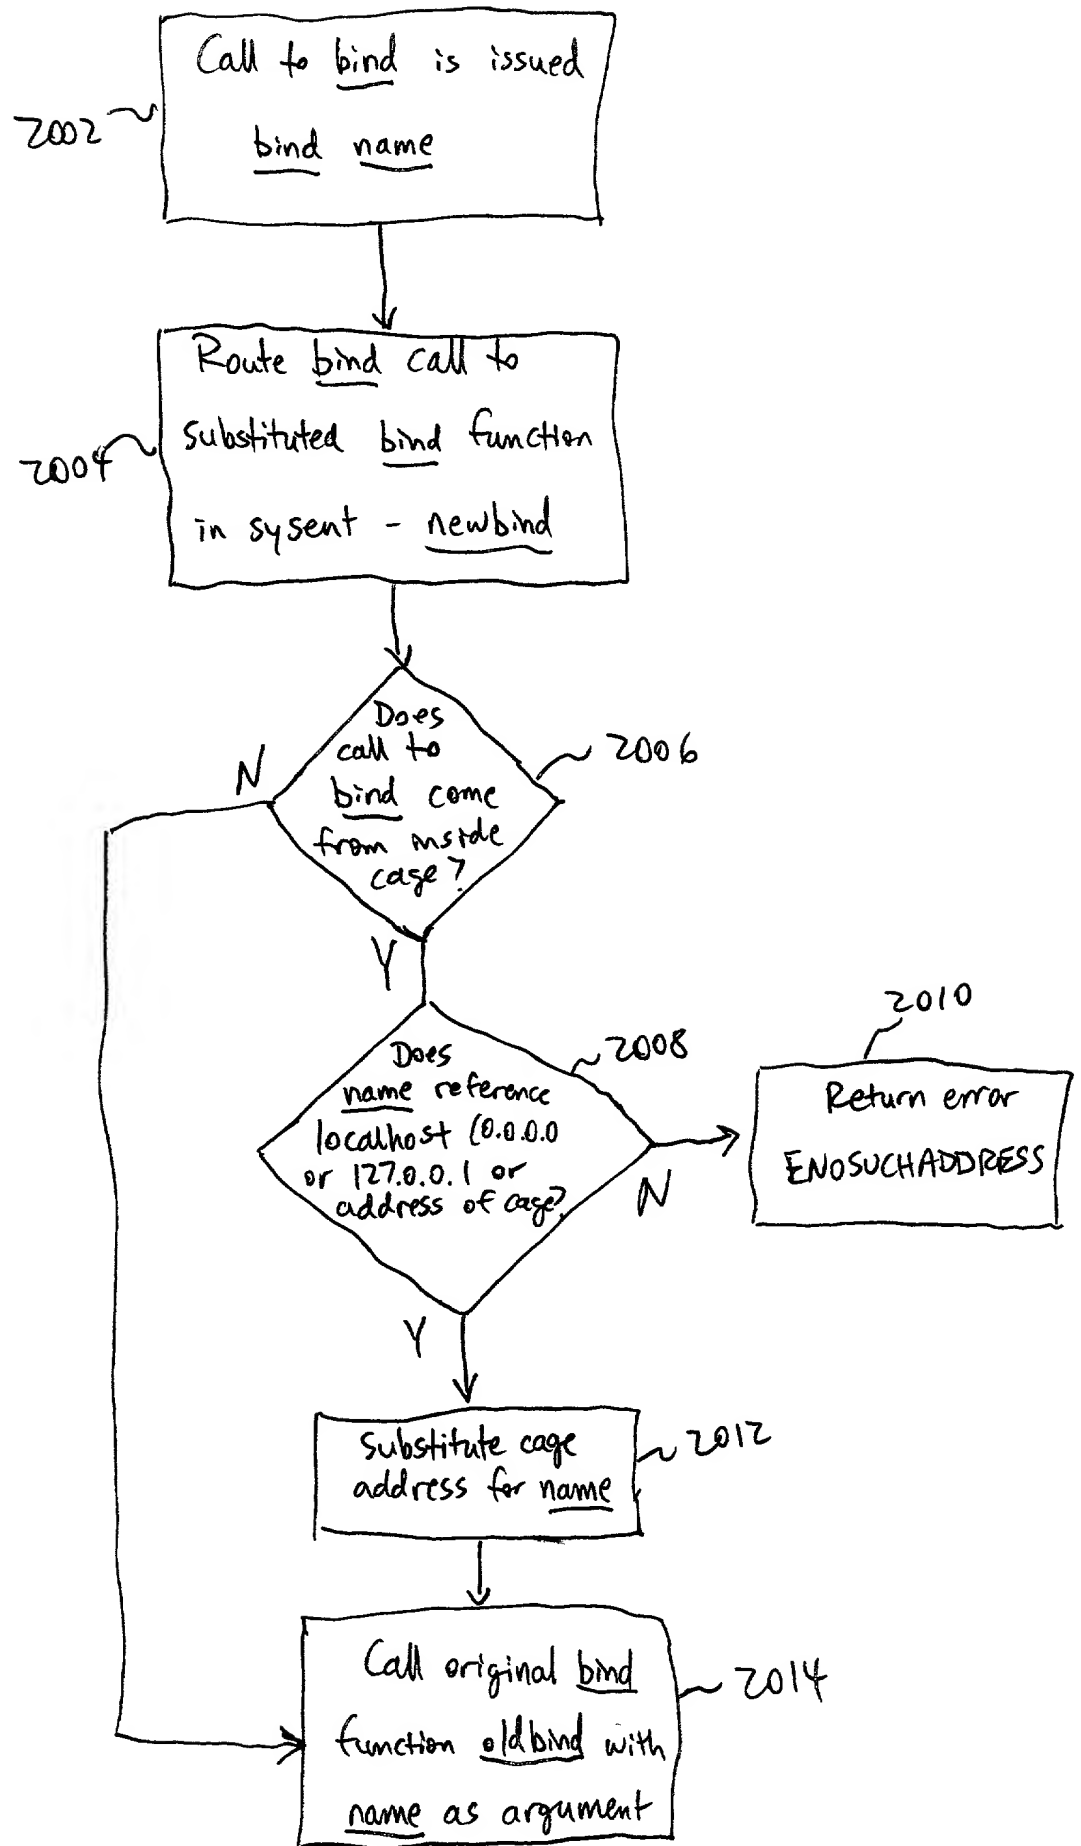 Call to bind is issued
bind name
2002
Route bind call to
substituted bind function
in sysent - newbind
2004
Does
call to
bind come
from inside
cage?
2006
N
Y
Does
name reference
localhost (0.0.0.0
or 127.0.0.1 or
address of cage?
2008
N
2010
Return error
ENOSUCHADDRESS
Y
Substitute cage
address for name
2012
Call original bind
function oldbind with
name as argument
2014